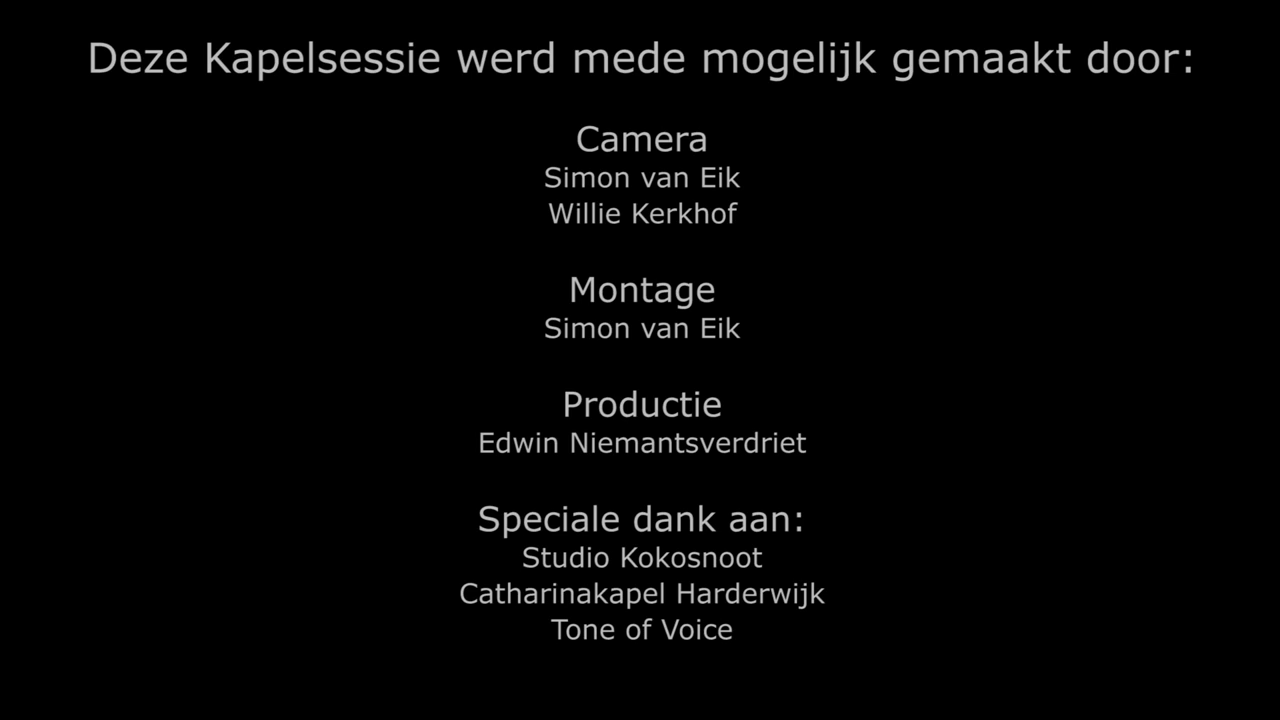 Deze Kapelsessie werd mede mogelijk gemaakt door:
Camera
Simon van Eik
Willie Kerkhof
Montage
Simon van Eik
Productie
Edwin Niemantsverdriet
Speciale dank aan:
Studio Kokosnoot
Catharinakapel Harderwijk
Tone of Voice